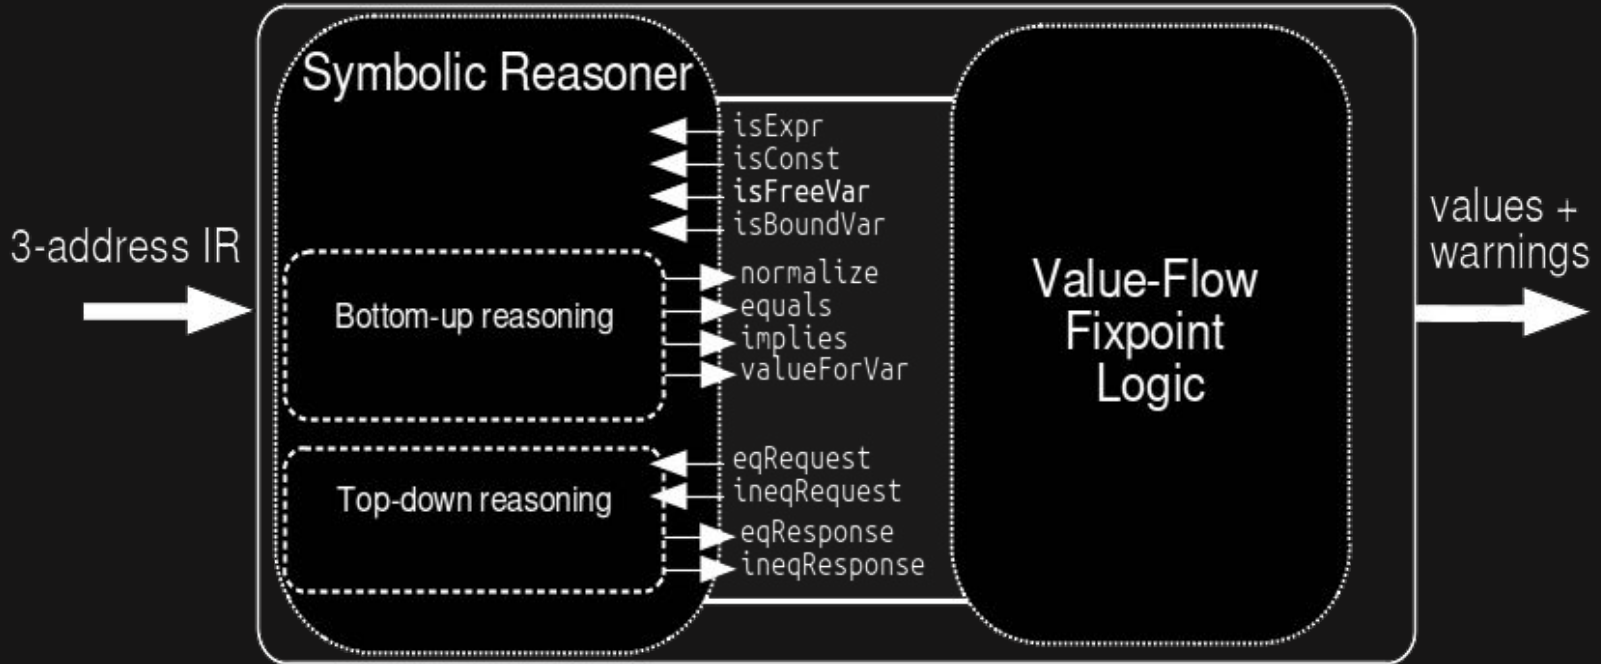 Symbolic Reasoner
isExpr
isConst
isFreeVar
isBoundVar
3-address IR
Bottom-up reasoning
normalize
equals
implies
valueForVar
Top-down reasoning
eqRequest
ineqRequest
eqResponse
ineqResponse
Value-Flow
Fixpoint
Logic
values +
warnings